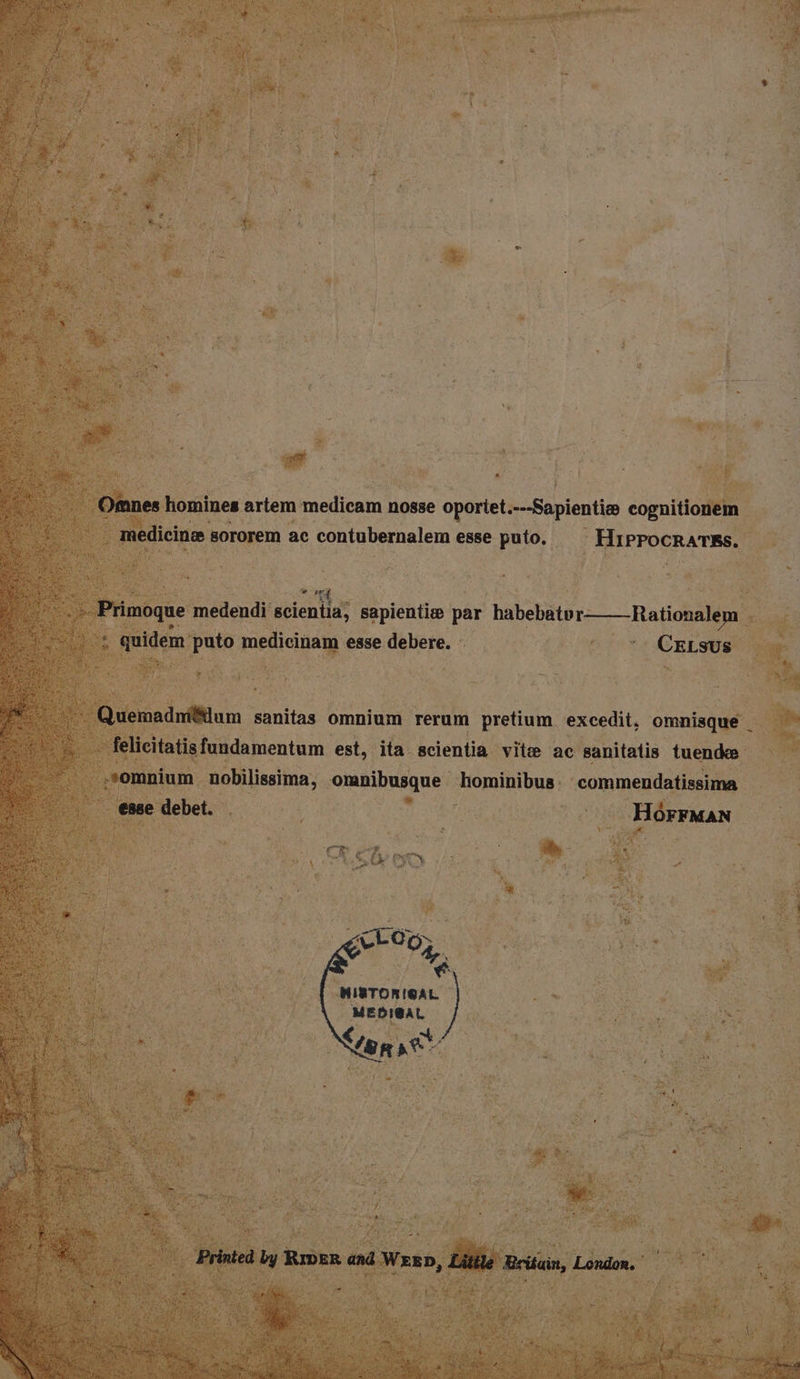 Omnes homines artem medicam nosse oportet.---Sapientiæ cognitionem
medicinæ sororem ac contubernalem esse puto. HIPPOCRATES.
Primoque medendi scientia, sapientiæ par habebatur——Rationalem
quidem puto medicinam esse debere. CELSUS
Quemadmodum sanitas omnium rerum pretium excedit, omnisque
felicitatis fundamentum est, ita scientia vitæ ac sanitatis tuendæ
omnium nobilissima, omnibusque hominibus commendatissima
esse debet. HOFFMAN
HISTORICAL
MEDICAL
LIBRARY
Printed by RIDER and WEED, Little Britain, London.